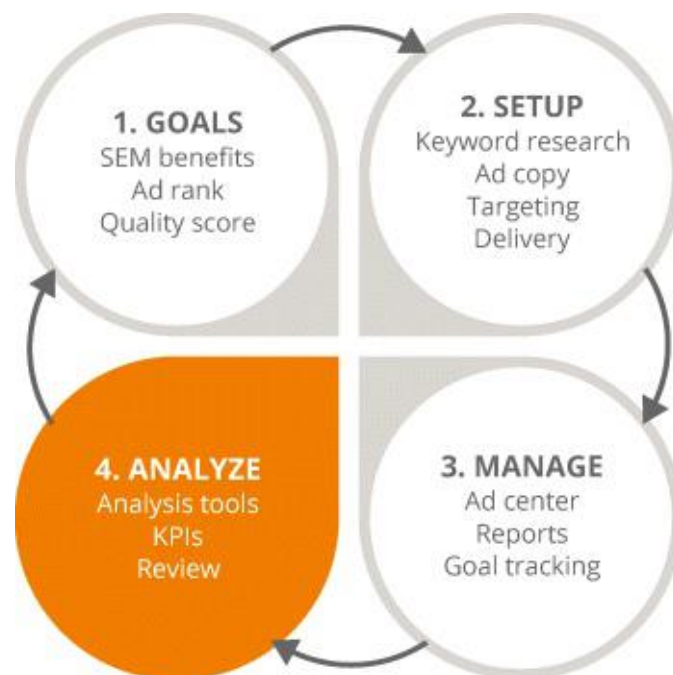 1. GOALS
SEM benefits
Ad rank
Quality score
2. SETUP
Keyword research
Ad copy
Targeting
Delivery
3. MANAGE
Ad center
Reports
Goal tracking
4. ANALYZE
Analysis tools
KPIs
Review